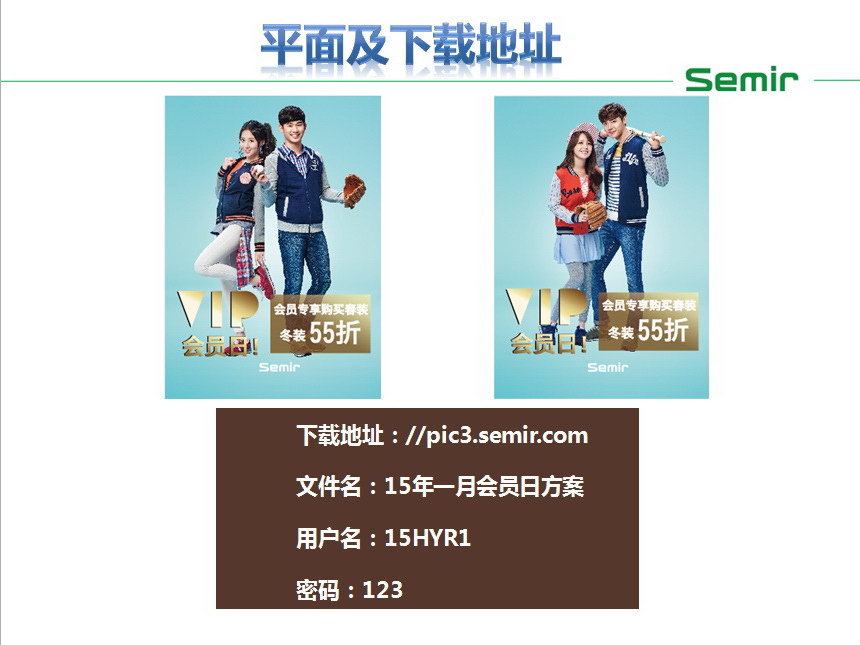 平面及下载地址
Semir
VIP
会员日!
会员专享购买春装
冬装55折
Semir
VIP
会员日!
会员专享购买春装
冬装55折
Semir
下载地址：//pic3.semir.com
文件名：15年一月会员日方案
用户名：15HYR1
密码：123